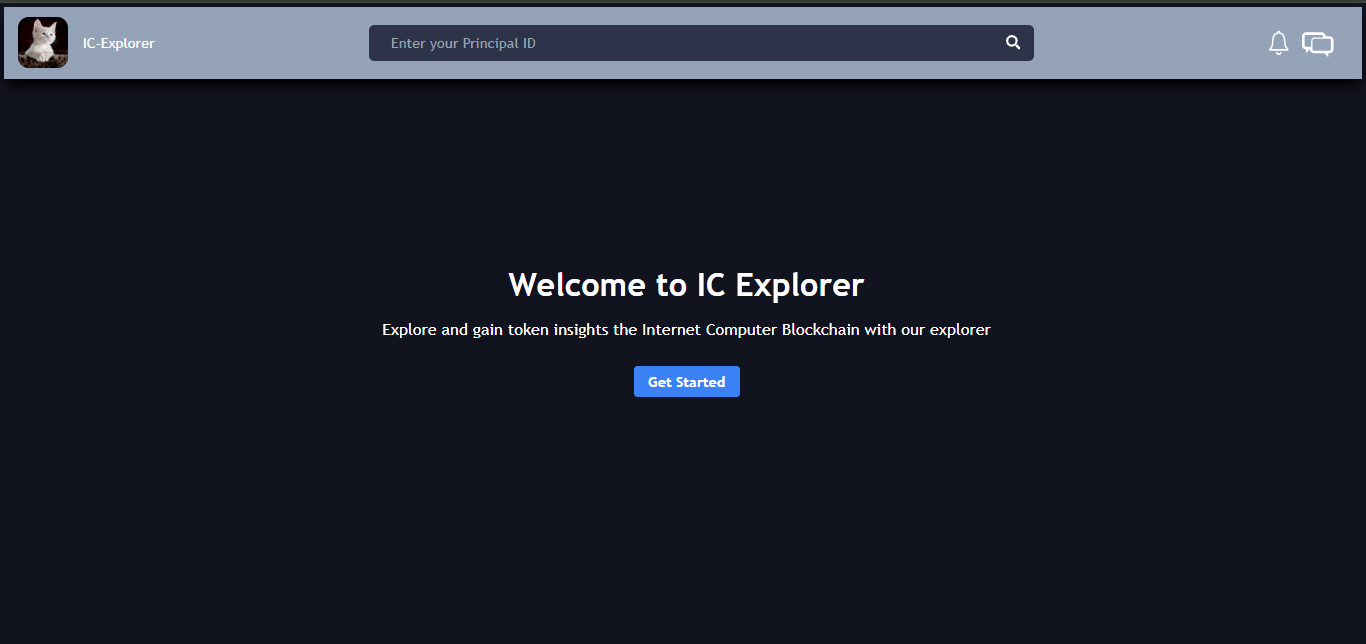 IC-Explorer
Enter your Principal ID
Welcome to IC Explorer
Explore and gain token insights the Internet Computer Blockchain with our explorer
Get Started